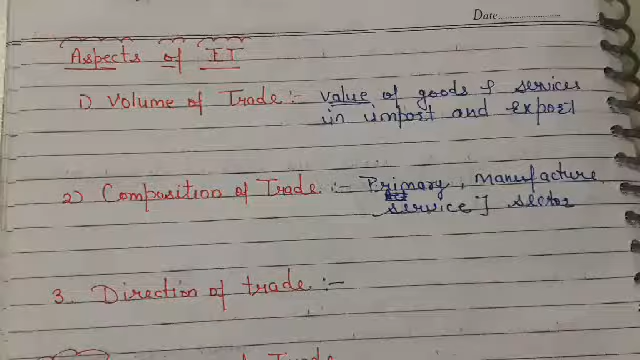 Date
Aspects of IT
1) Volume of Trade :- value of goods & services
in import and export
2) Composition of Trade :- Primary, manufacture,
service] sector
3. Direction of trade :-
Trade